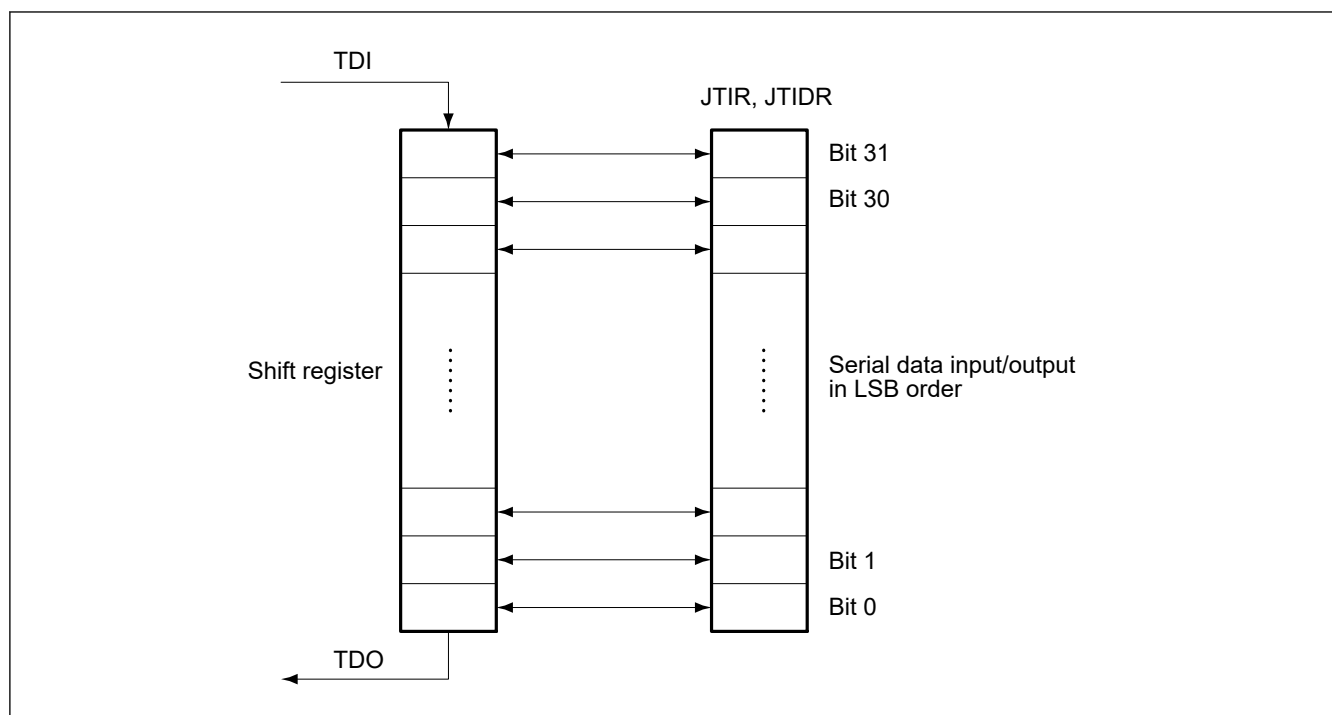 TDI
JTIR, JTIDR
Bit 31
Bit 30
Shift register
Serial data input/output
in LSB order
Bit 1
Bit 0
TDO